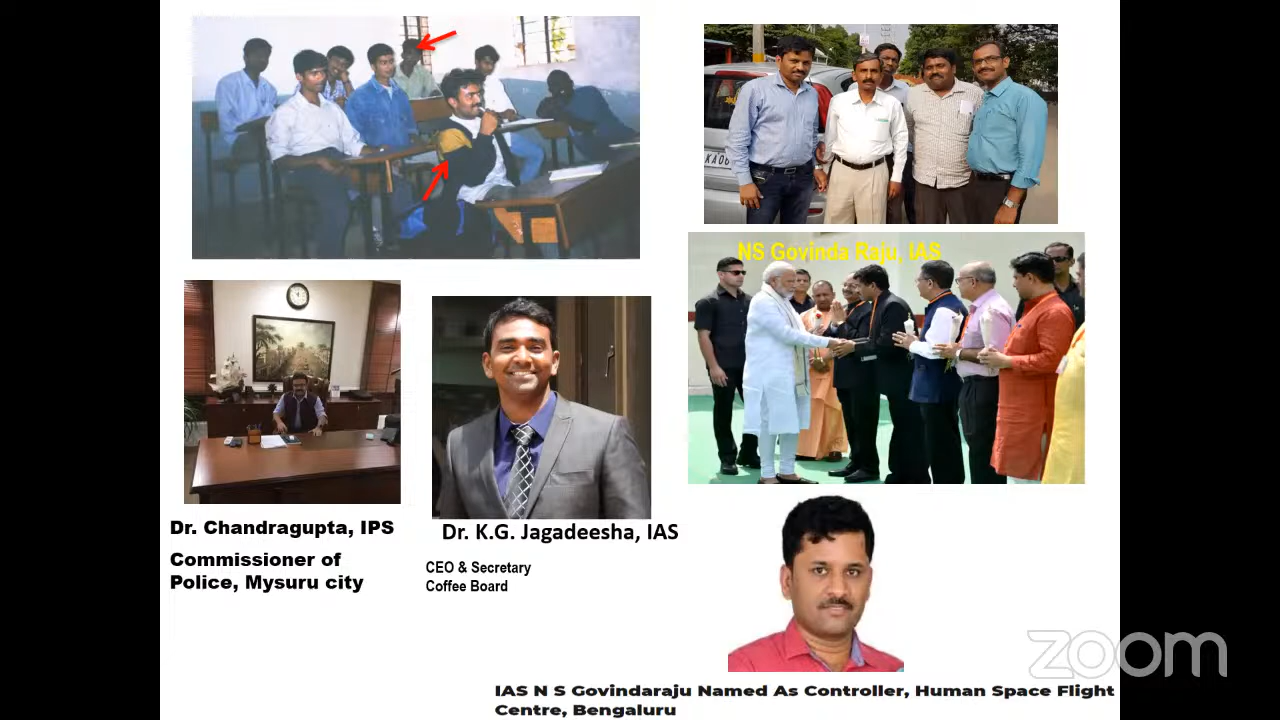 KA06
NS Govinda Raju, IAS
Dr. Chandragupta, IPS
Commissioner of
Police, Mysuru city
Dr. K.G. Jagadeesha, IAS
CEO & Secretary
Coffee Board
zoom
IAS N S Govindaraju Named As Controller, Human Space Flight
Centre, Bengaluru